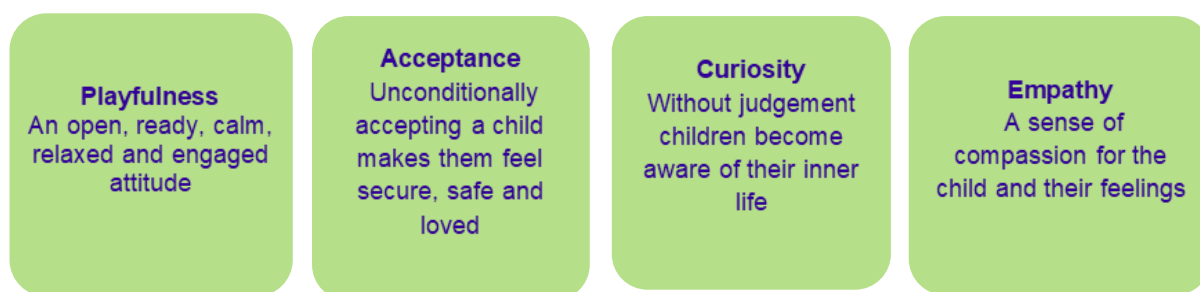 Playfulness
An open, ready, calm,
relaxed and engaged
attitude
Acceptance
Unconditionally
accepting a child
makes them feel
secure, safe and
loved
Curiosity
Without judgement
children become
aware of their inner
life
Empathy
A sense of
compassion for the
child and their feelings